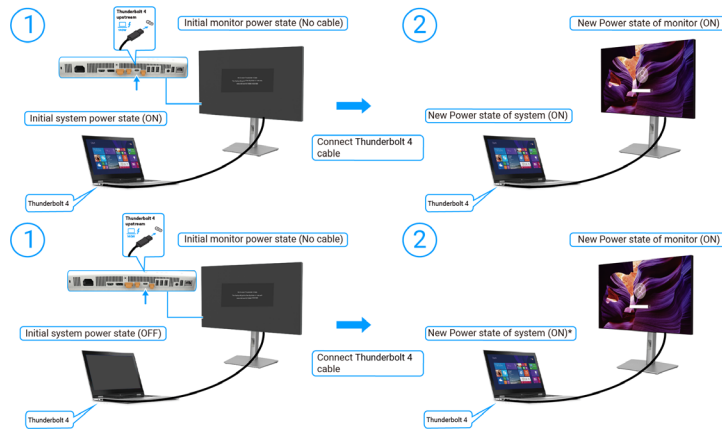 1
Thunderbolt 4
upstream
Initial monitor power state (No cable)
2
New Power state of monitor (ON)
Initial system power state (ON)
New Power state of system (ON)
Connect Thunderbolt 4
cable
Thunderbolt 4
Thunderbolt 4
1
Thunderbolt 4
upstream
Initial monitor power state (No cable)
2
New Power state of monitor (ON)
Initial system power state (OFF)
New Power state of system (ON)*
Connect Thunderbolt 4
cable
Thunderbolt 4
Thunderbolt 4